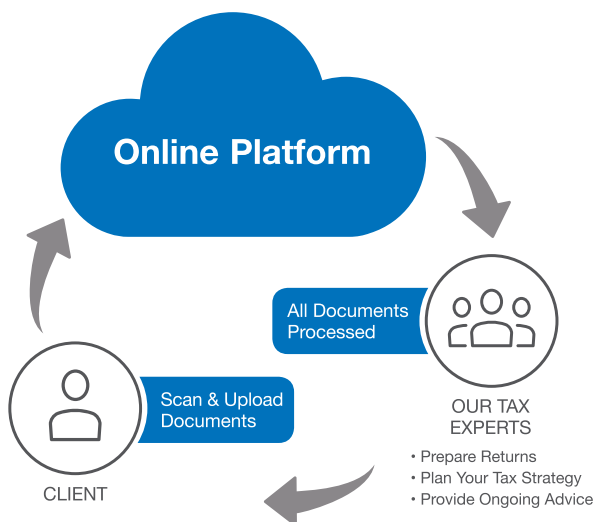 Online Platform
All Documents
Processed
Scan & Upload
Documents
CLIENT
OUR TAX
EXPERTS
• Prepare Returns
• Plan Your Tax Strategy
• Provide Ongoing Advice